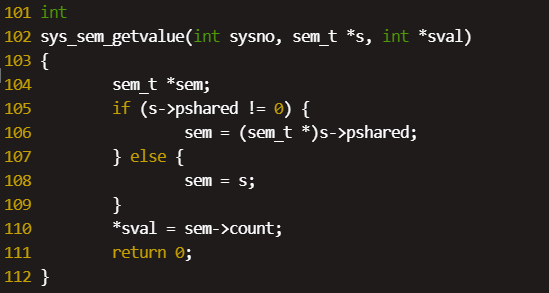 101 int
102 sys_sem_getvalue(int sysno, sem_t *s, int *sval)
103 {
104         sem_t *sem;
105         if (s->pshared != 0) {
106                 sem = (sem_t *)s->pshared;
107         } else {
108                 sem = s;
109         }
110         *sval = sem->count;
111         return 0;
112 }